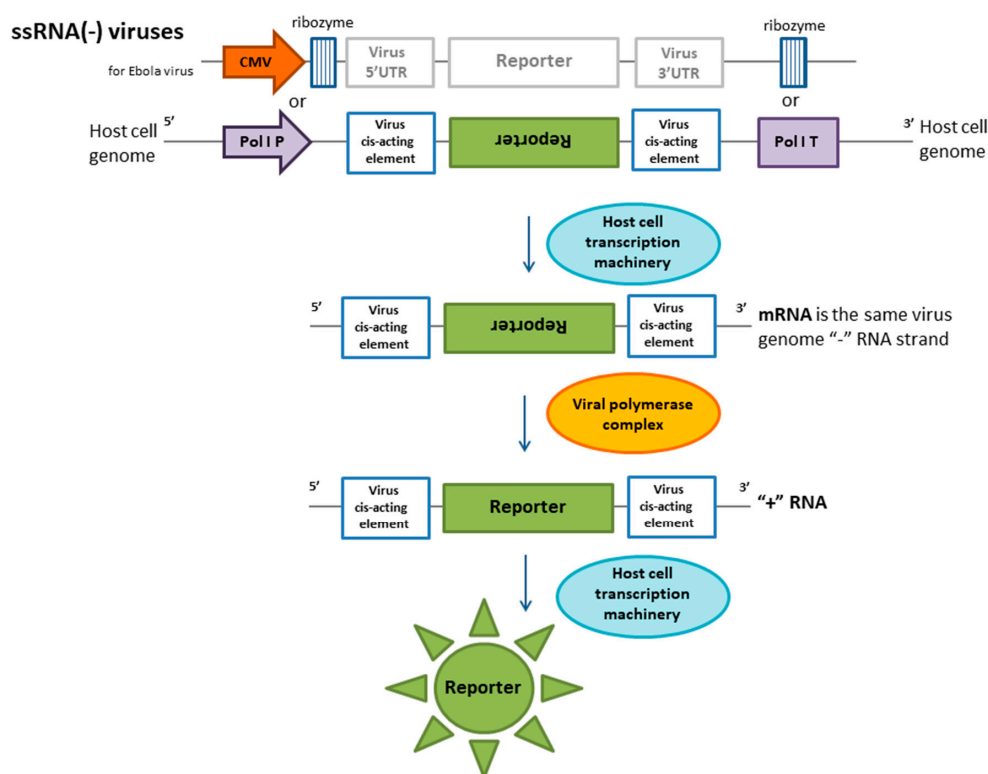 ssRNA(-) viruses
ribozyme
ribozyme
for Ebola virus
CMV
Virus
5’UTR
Reporter
Virus
3’UTR
or
or
Host cell
genome
5’
Pol I P
Virus
cis-acting
element
Reporter
Virus
cis-acting
element
Pol I T
3’
Host cell
genome
Host cell
transcription
machinery
5’
Virus
cis-acting
element
Reporter
Virus
cis-acting
element
3’
mRNA is the same virus
genome “-” RNA strand
Viral polymerase
complex
5’
Virus
cis-acting
element
Reporter
Virus
cis-acting
element
3’
“+” RNA
Host cell
transcription
machinery
Reporter